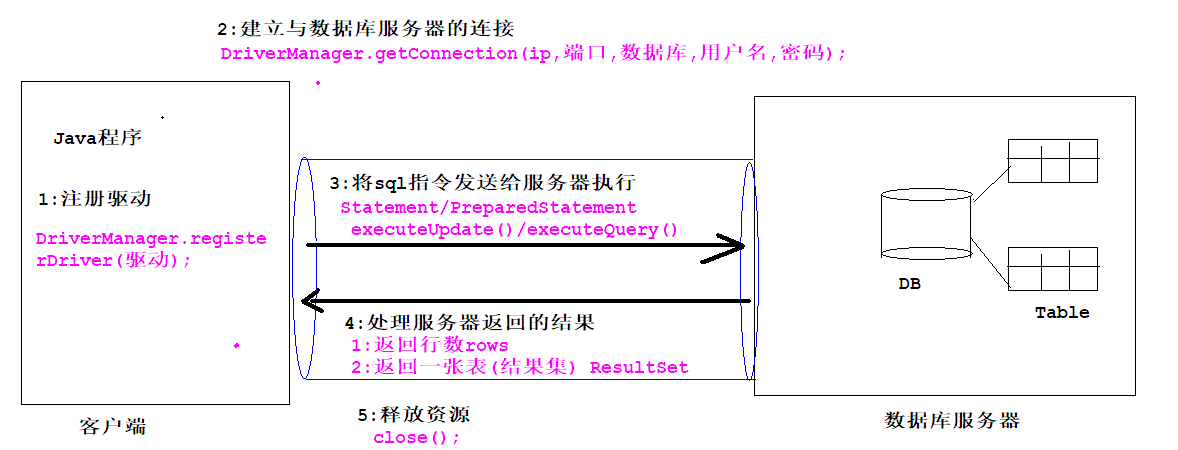 2:建立与数据库服务器的连接
DriverManager.getConnection(ip,端口,数据库,用户名,密码);
Java程序
1:注册驱动
DriverManager.registe
rDriver(驱动);
3:将sql指令发送给服务器执行
Statement/PreparedStatement
executeUpdate()/executeQuery()
4:处理服务器返回的结果
1:返回行数rows
2:返回一张表(结果集) ResultSet
DB
Table
客户端
5:释放资源
close();
数据库服务器